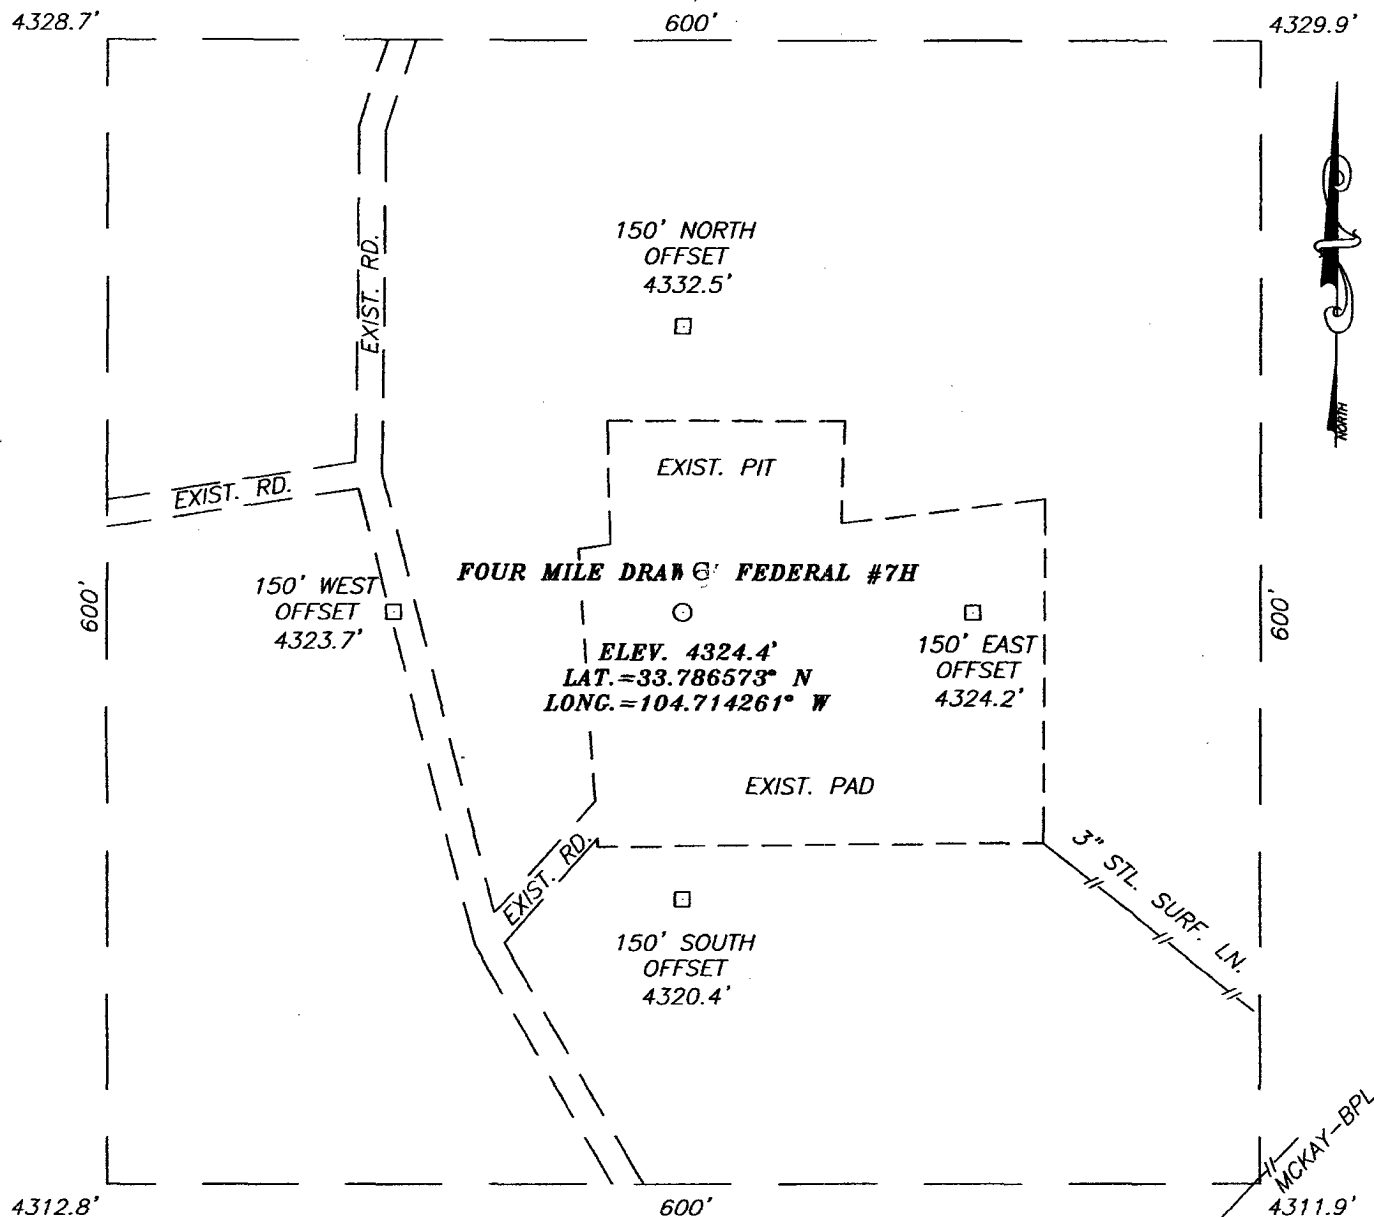 4328.7'
600'
4329.9'
150' NORTH
OFFSET
4332.5'
EXIST. RD.
NORTH
EXIST. PIT
EXIST. RD.
FOUR MILE DRAW 6 FEDERAL #7H
150' WEST
OFFSET
4323.7'
600'
600'
ELEV. 4324.4'
LAT.=33.786573° N
LONG.=104.714261° W
150' EAST
OFFSET
4324.2'
EXIST. PAD
EXIST. RD.
3" STL. SURF. LN.
150' SOUTH
OFFSET
4320.4'
MCKAY-BPL
4312.8'
600'
4311.9'